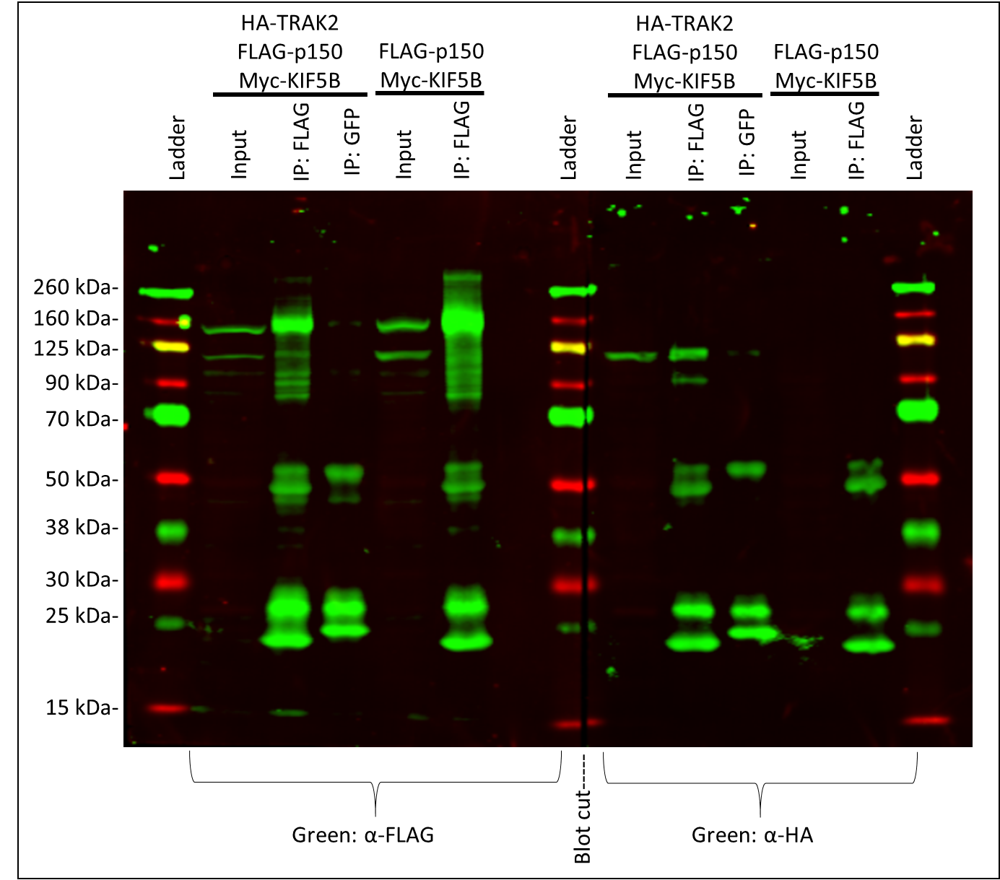 HA-TRAK2
FLAG-p150
Myc-KIF5B
FLAG-p150
Myc-KIF5B
HA-TRAK2
FLAG-p150
Myc-KIF5B
FLAG-p150
Myc-KIF5B
Ladder
Input
IP: FLAG
IP: GFP
Input
IP: FLAG
Ladder
Input
IP: FLAG
IP: GFP
Input
IP: FLAG
Ladder
260 kDa-
160 kDa-
125 kDa-
90 kDa-
70 kDa-
50 kDa-
38 kDa-
30 kDa-
25 kDa-
15 kDa-
Green: α-FLAG
Blot cut
Green: α-HA